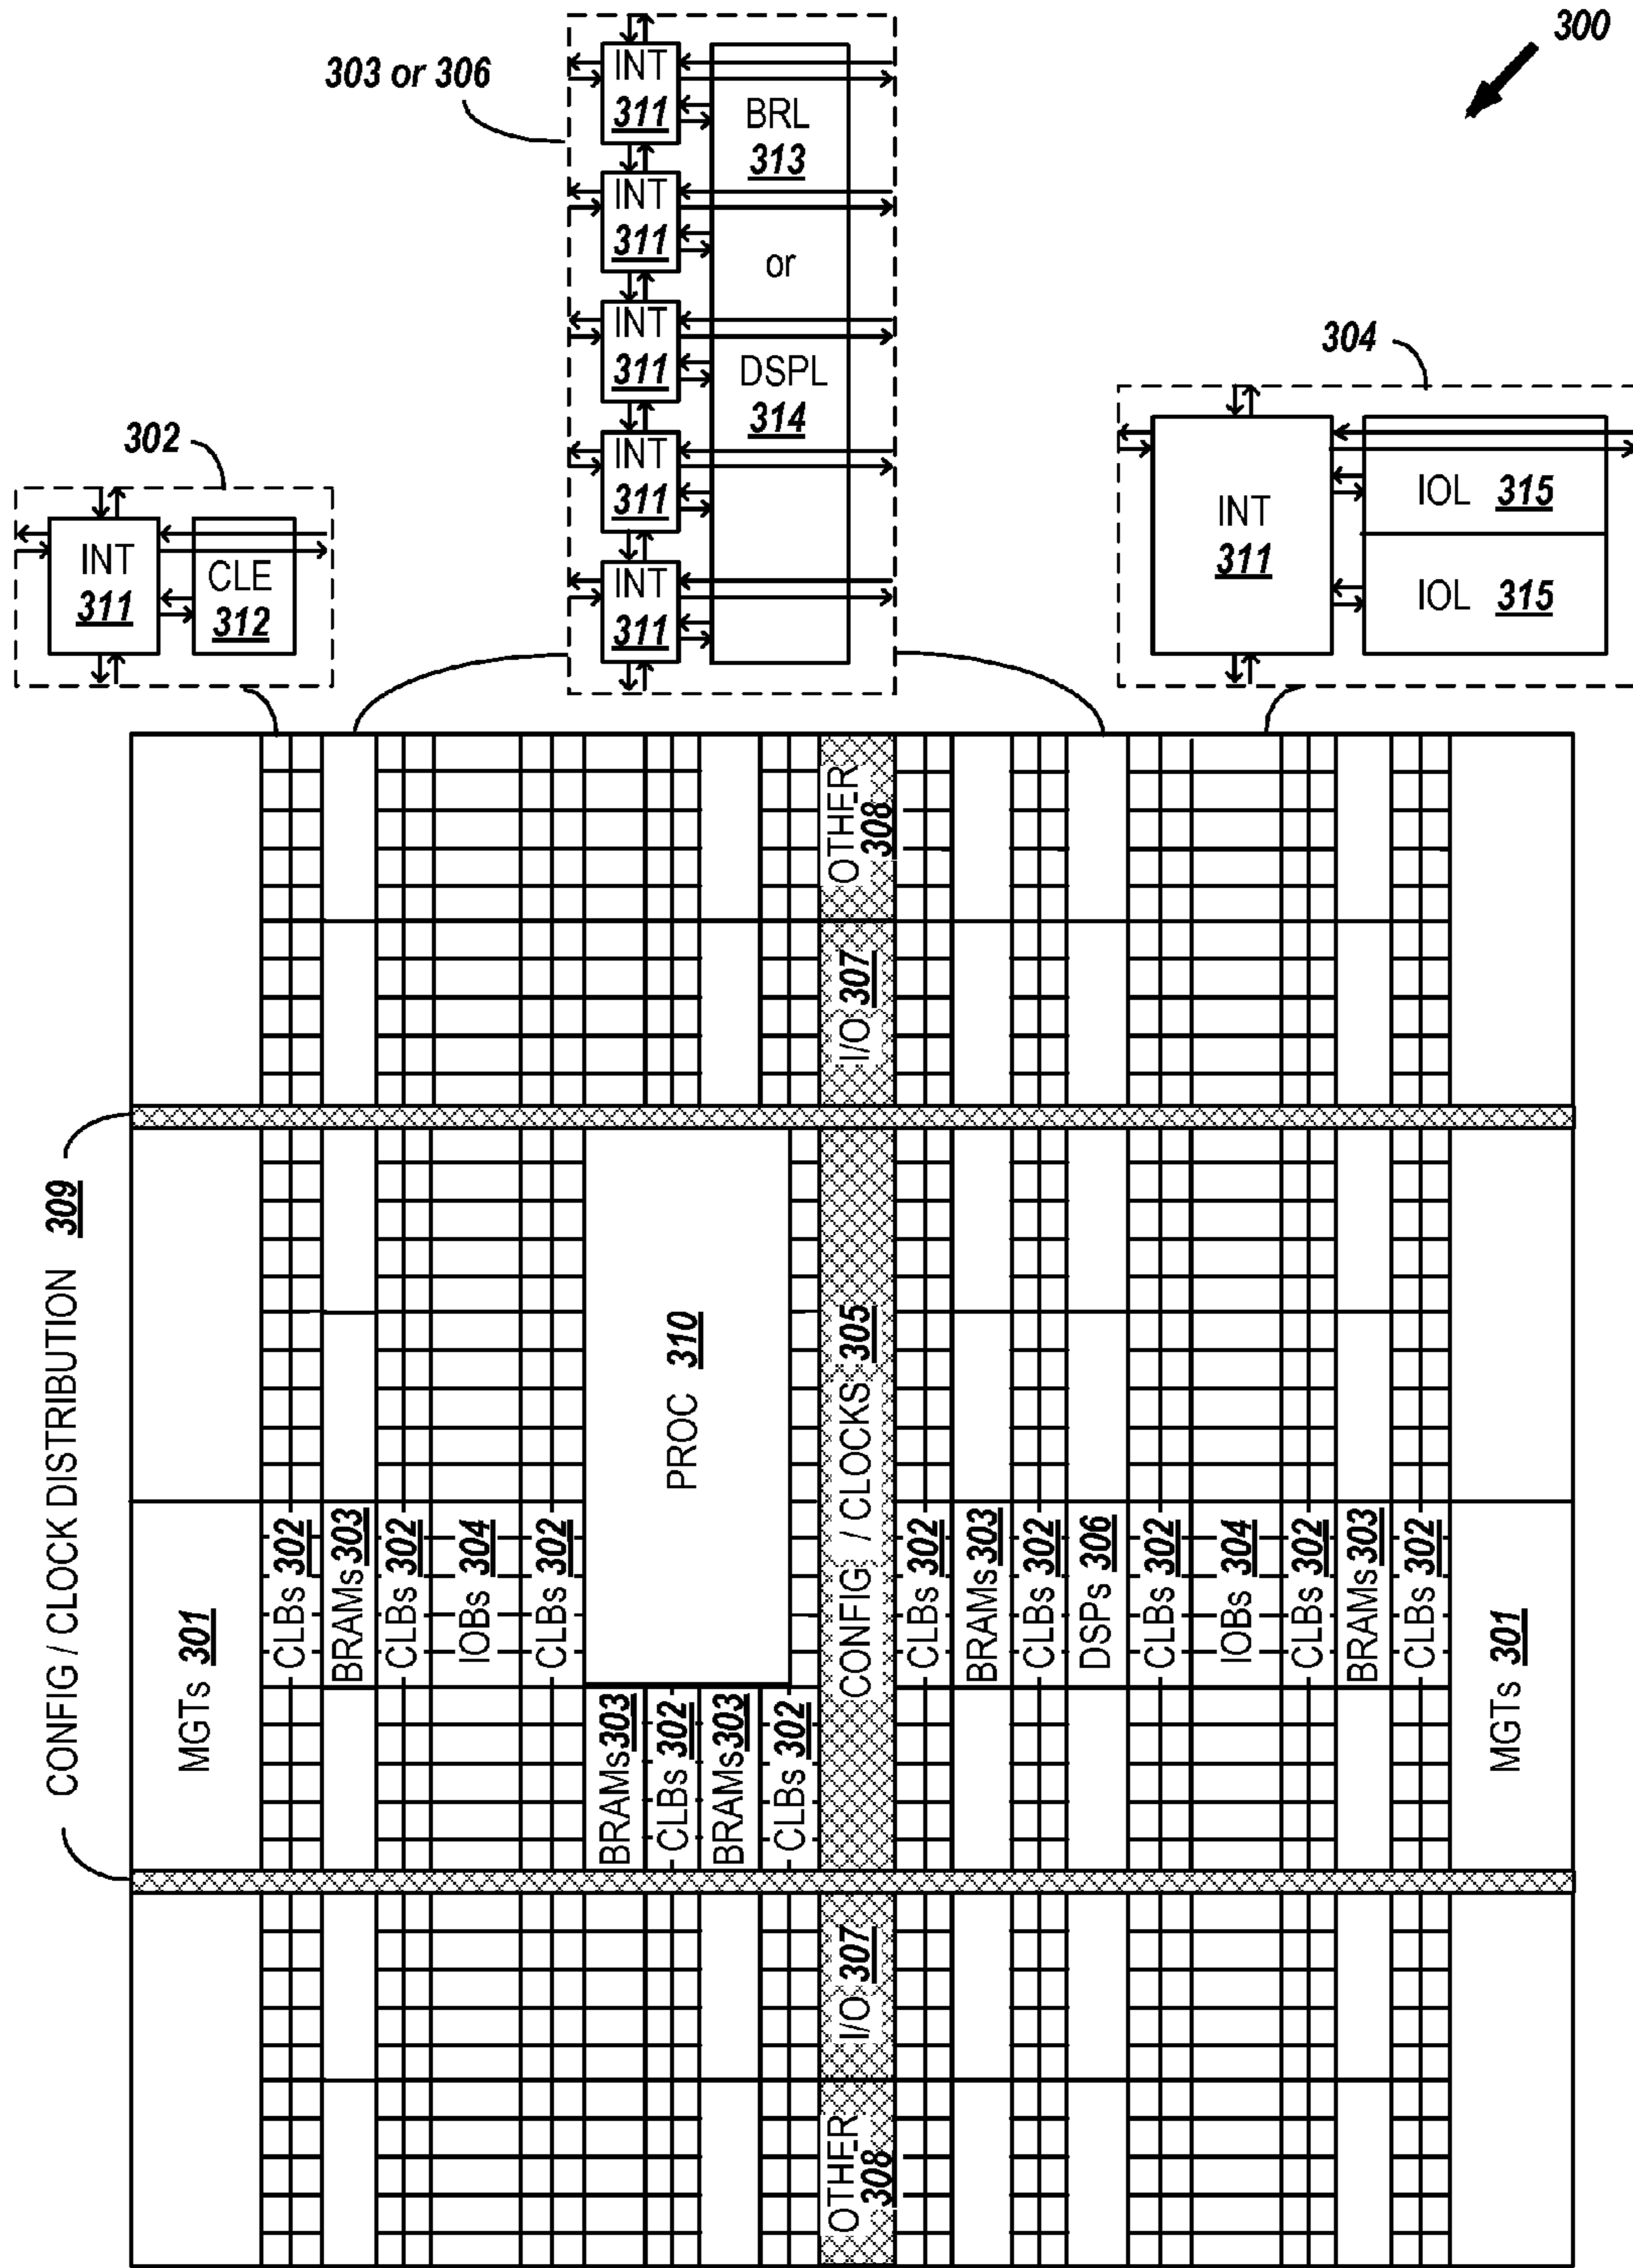 300
303 or 306
INT
311
INT
311
INT
311
INT
311
INT
311
BRL
313
or
DSPL
314
302
INT
311
CLE
312
304
INT
311
IOL 315
IOL 315
CONFIG / CLOCK DISTRIBUTION 309
MGTs 301
CLBs 302
BRAMs 303
CLBs 302
IOBs 304
CLBs 302
BRAMs 303
CLBs 302
BRAMs 303
CLBs 302
PROC 310
OTHER
308
I/O 307
CONFIG / CLOCKS 305
I/O 307
OTHER
308
CLBs 302
BRAMs 303
CLBs 302
DSPs 306
CLBs 302
IOBs 304
CLBs 302
BRAMs 303
CLBs 302
MGTs 301